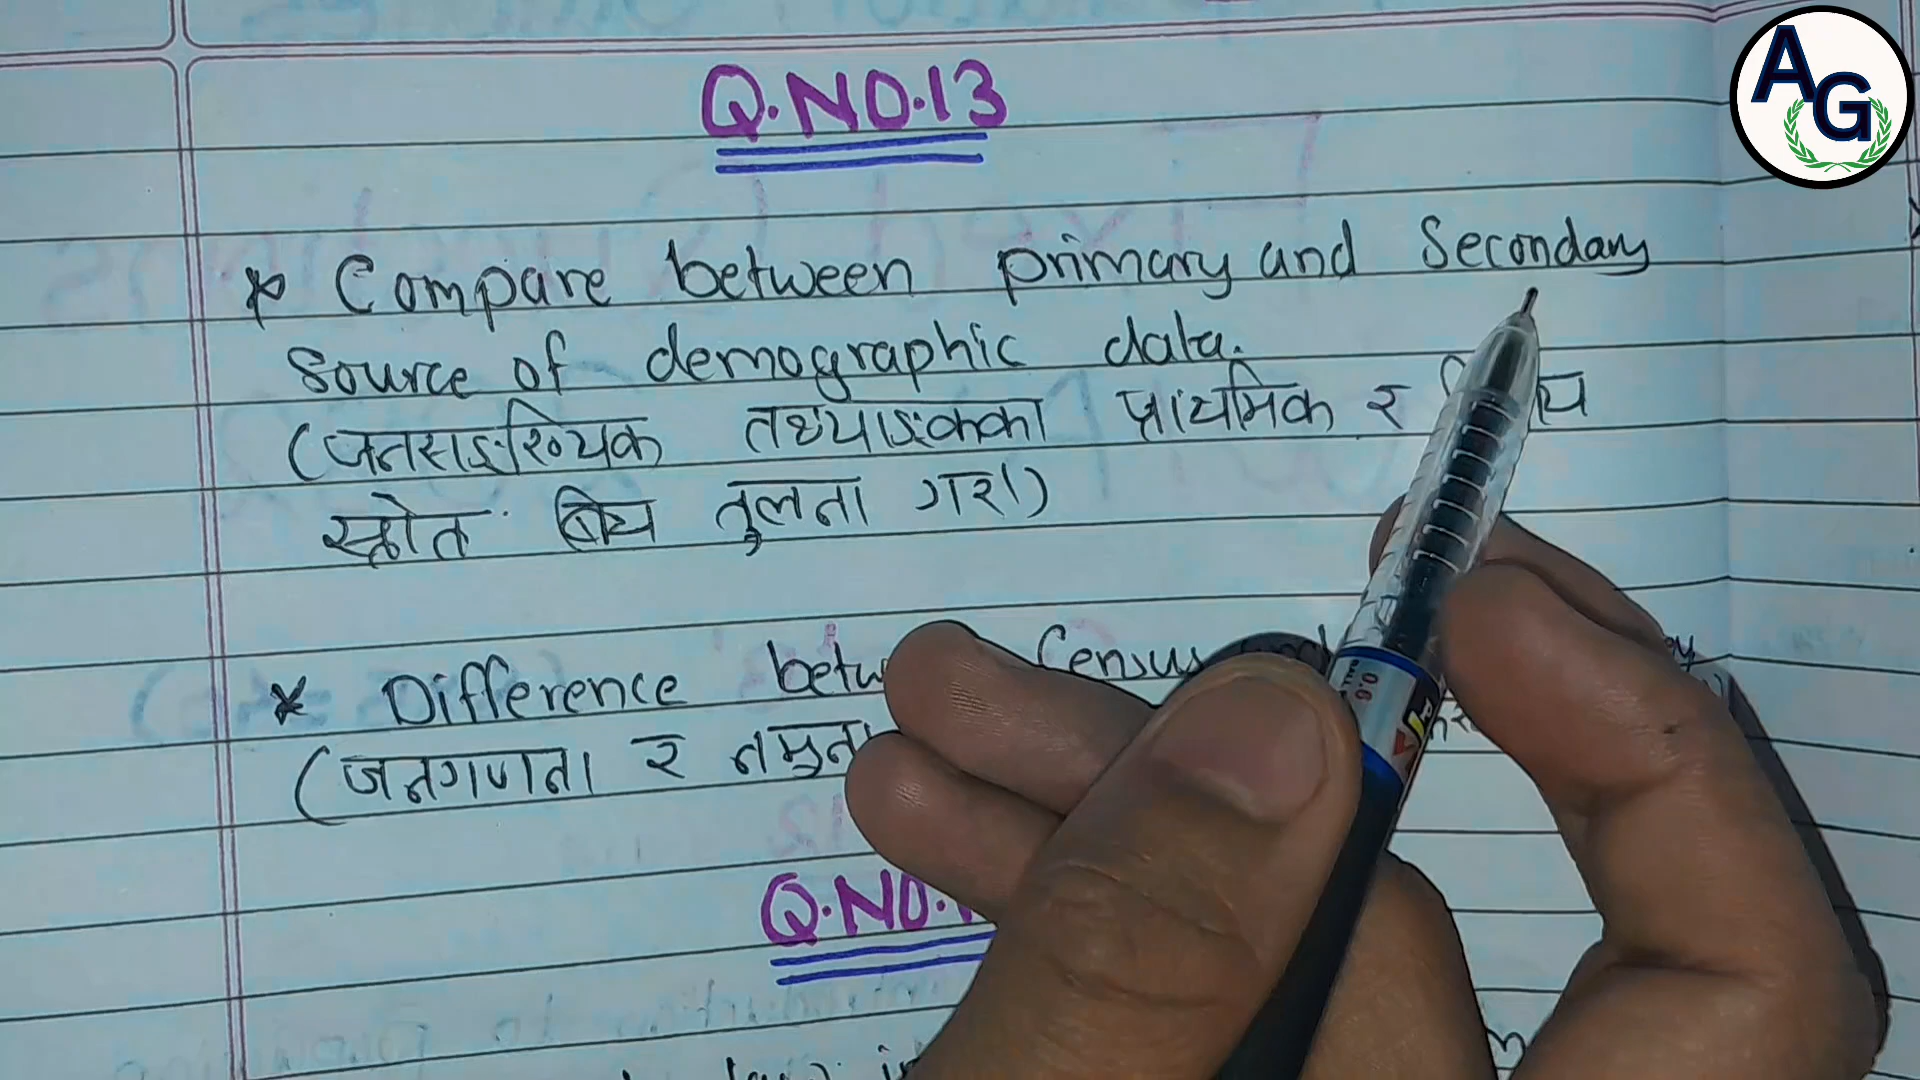 AG
Q.NO.13
* Compare between primary and Secondary
source of demographic data.
(जनसाङ्ख्यिक तथ्याङ्कका प्राथमिक र
स्रोत बिच तुलना गर।)
* Difference Census
(जनगणना र नमुना
Q.NO.